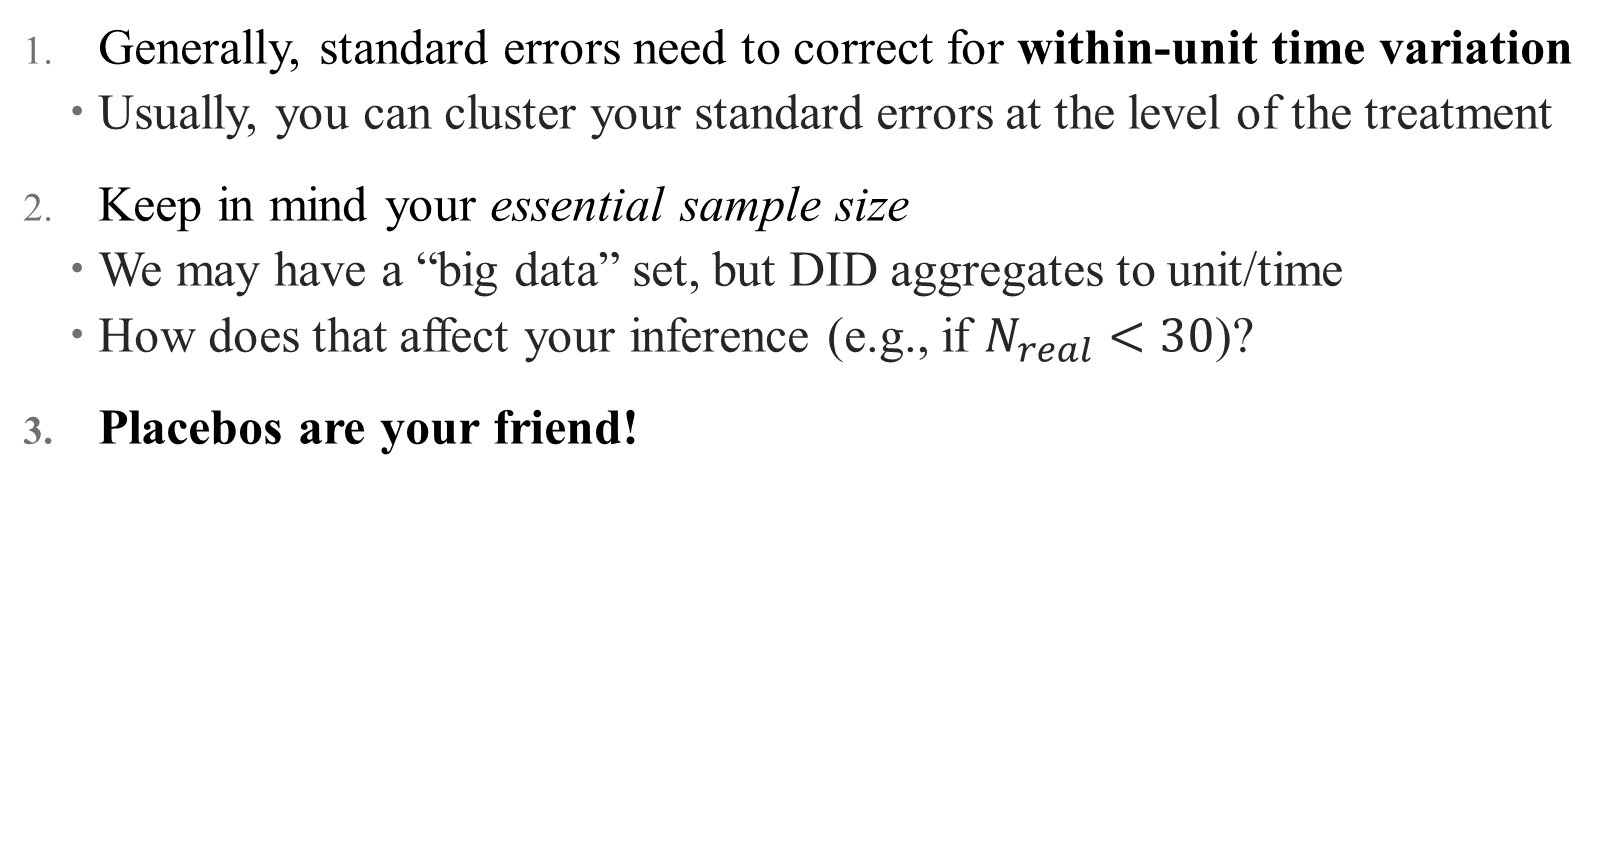 1. Generally, standard errors need to correct for within-unit time variation
• Usually, you can cluster your standard errors at the level of the treatment
2. Keep in mind your essential sample size
• We may have a “big data” set, but DID aggregates to unit/time
• How does that affect your inference (e.g., if N_real < 30)?
3. Placebos are your friend!